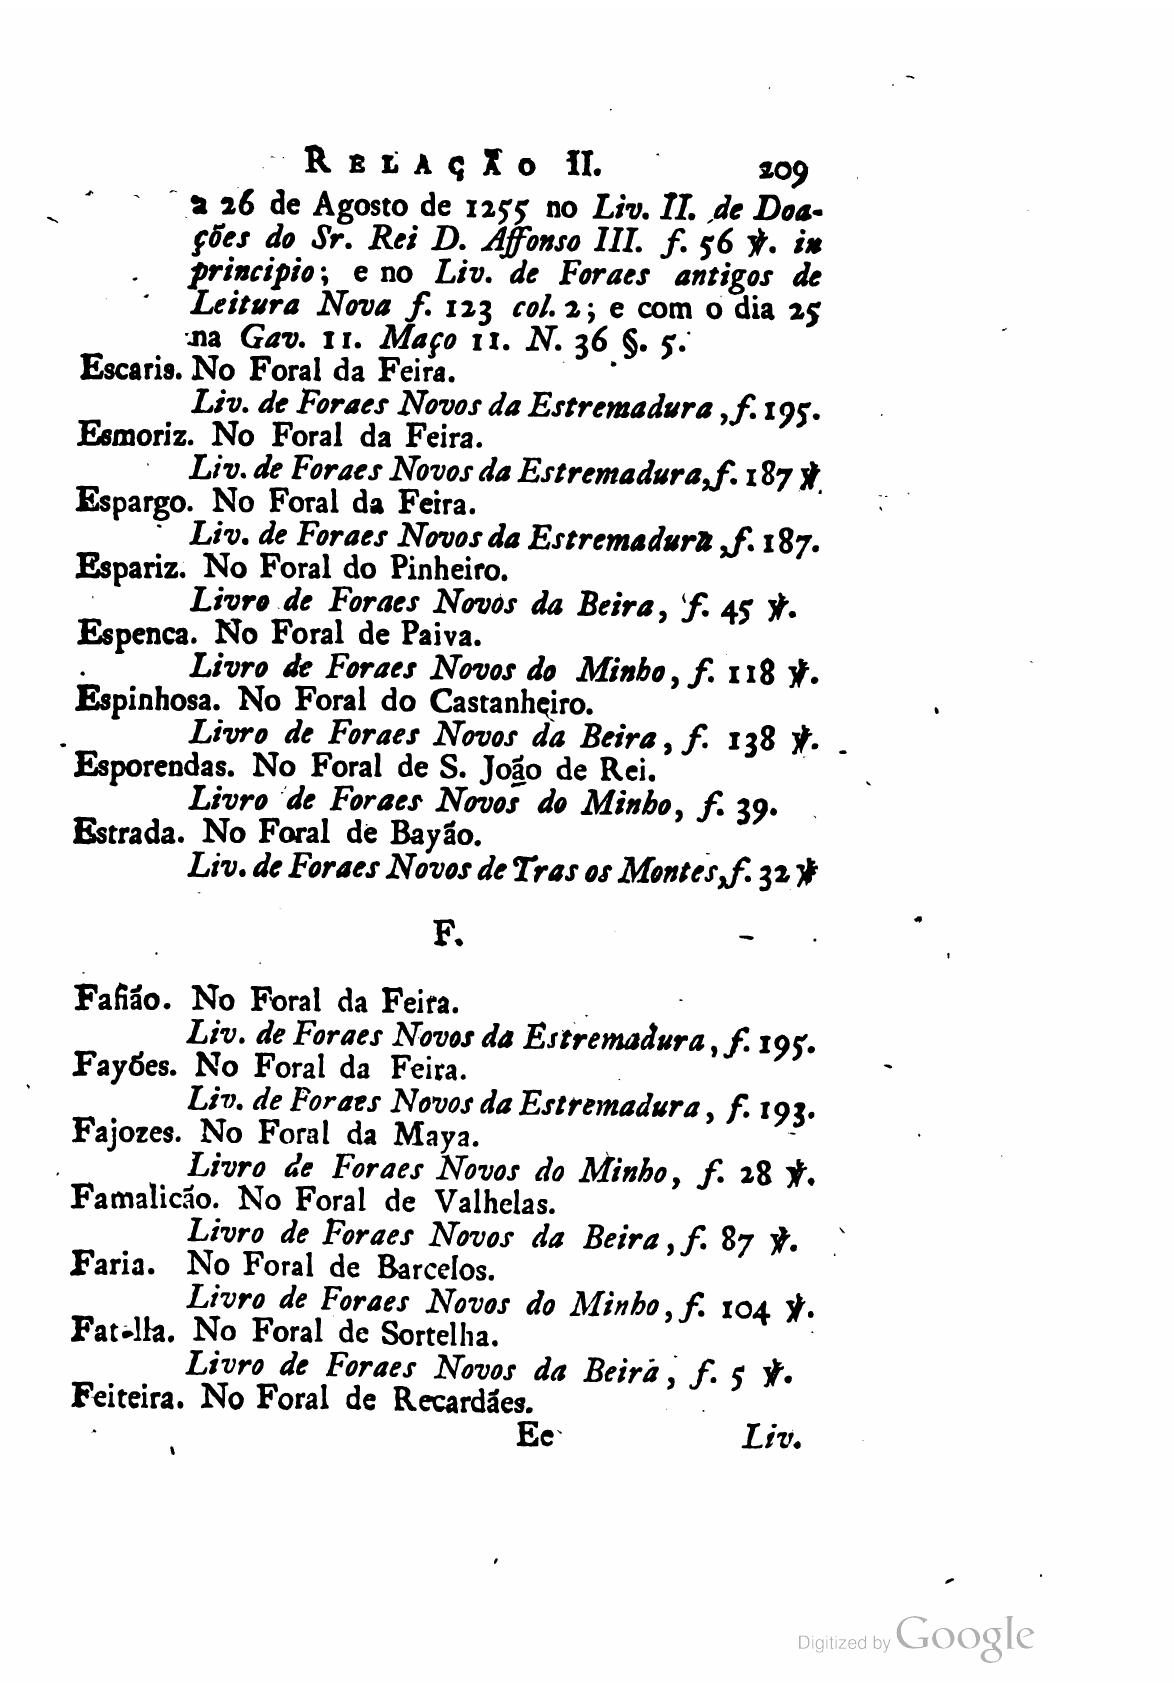 RELAÇÃO II. 209
a 26 de Agosto de 1255 no Liv. II. de Doa-
ções do Sr. Rei D. Affonso III. f. 56 ℣. in
principio; e no Liv. de Foraes antigos de
Leitura Nova f. 123 col. 2; e com o dia 25
na Gav. 11. Maço 11. N. 36 §. 5.
Escaris. No Foral da Feira.
Liv. de Foraes Novos da Estremadura, f. 195.
Esmoriz. No Foral da Feira.
Liv. de Foraes Novos da Estremadura, f. 187 ℣.
Espargo. No Foral da Feira.
Liv. de Foraes Novos da Estremadura, f. 187.
Espariz. No Foral do Pinheiro.
Livro de Foraes Novos da Beira, f. 45 ℣.
Espenca. No Foral de Paiva.
Livro de Foraes Novos do Minho, f. 118 ℣.
Espinhosa. No Foral do Castanheiro.
Livro de Foraes Novos da Beira, f. 138 ℣.
Esporendas. No Foral de S. João de Rei.
Livro de Foraes Novos do Minho, f. 39.
Estrada. No Foral de Bayão.
Liv. de Foraes Novos de Tras os Montes, f. 32 ℣
F.
Fafião. No Foral da Feira.
Liv. de Foraes Novos da Estremadura, f. 195.
Fayões. No Foral da Feira.
Liv. de Foraes Novos da Estremadura, f. 193.
Fajozes. No Foral da Maya.
Livro de Foraes Novos do Minho, f. 28 ℣.
Famalicão. No Foral de Valhelas.
Livro de Foraes Novos da Beira, f. 87 ℣.
Faria. No Foral de Barcelos.
Livro de Foraes Novos do Minho, f. 104 ℣.
Fatella. No Foral de Sortelha.
Livro de Foraes Novos da Beira, f. 5 ℣.
Feiteira. No Foral de Recardães.
Ee Liv.
Digitized by Google